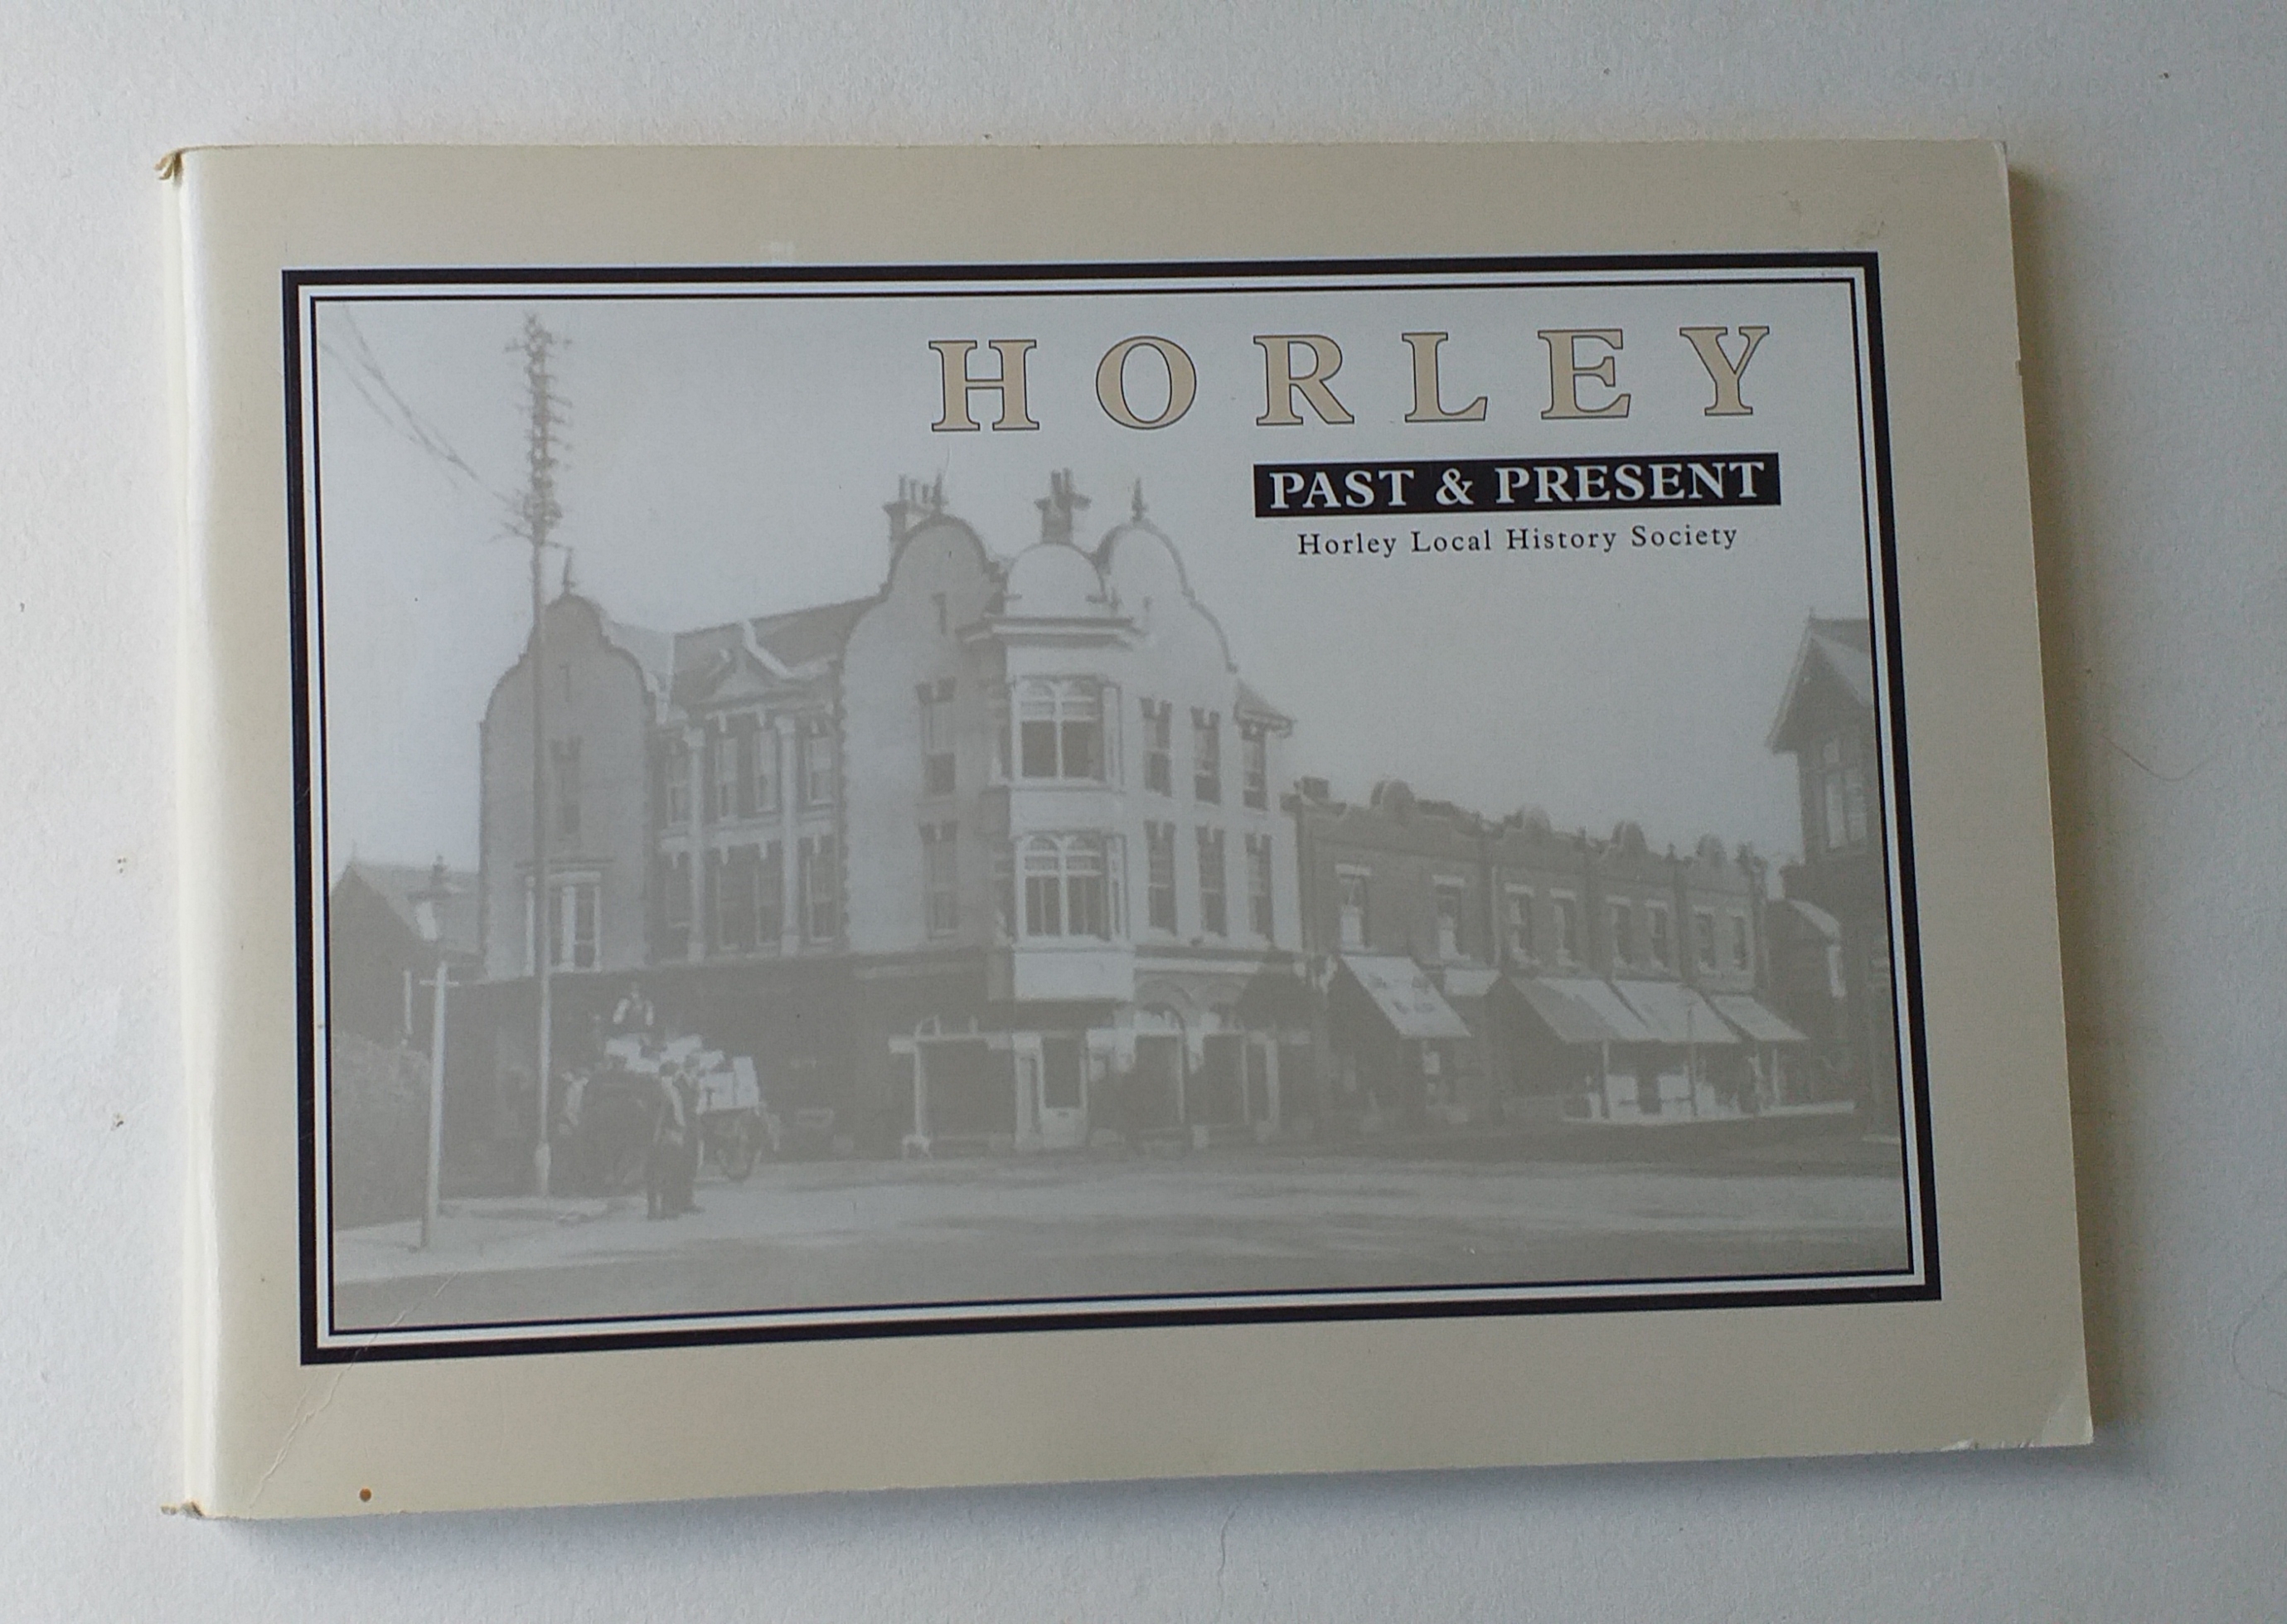 HORLEY
PAST & PRESENT
Horley Local History Society